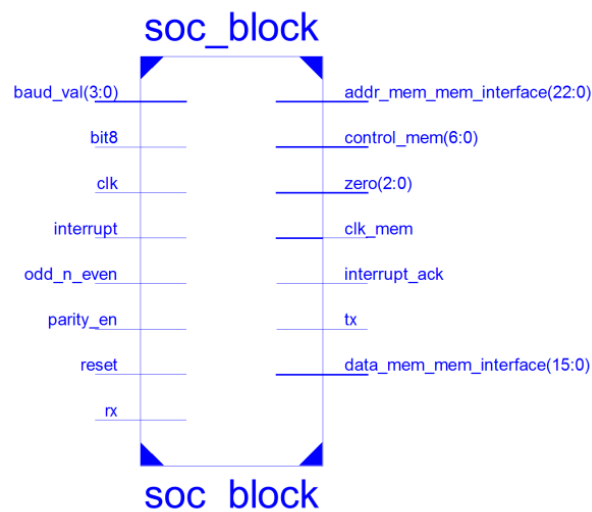 soc_block
baud_val(3:0)
bit8
clk
interrupt
odd_n_even
parity_en
reset
rx
addr_mem_mem_interface(22:0)
control_mem(6:0)
zero(2:0)
clk_mem
interrupt_ack
tx
data_mem_mem_interface(15:0)
soc_block